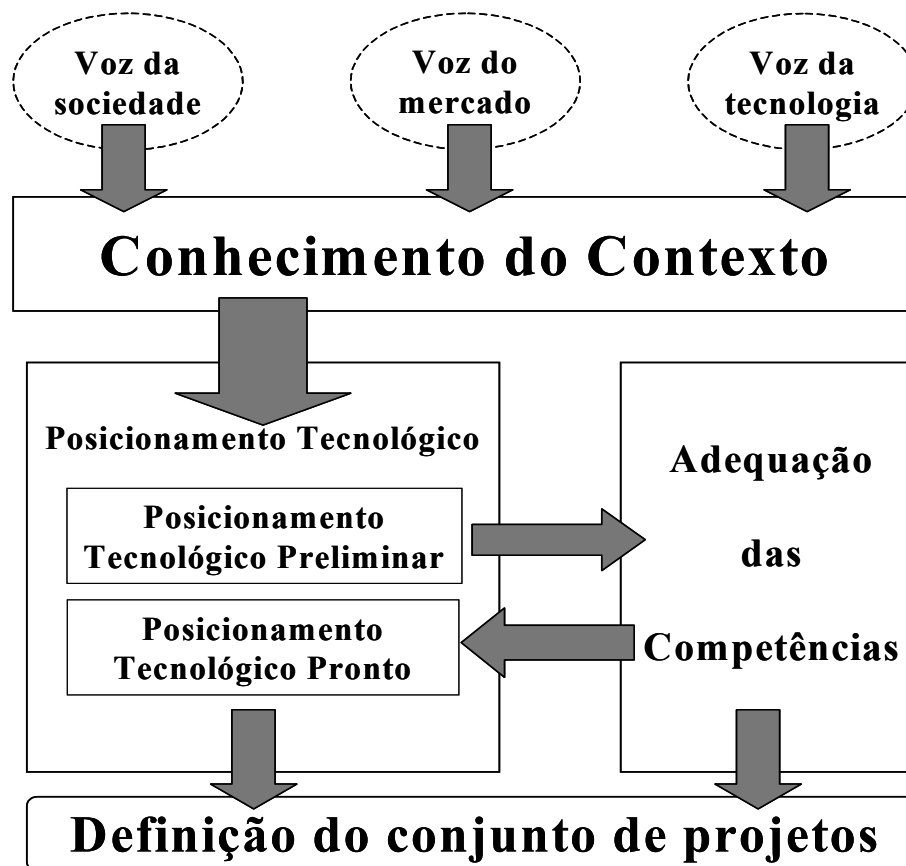 Voz da
sociedade
Voz do
mercado
Voz da
tecnologia
Conhecimento do Contexto
Posicionamento Tecnológico
Posicionamento
Tecnológico Preliminar
Posicionamento
Tecnológico Pronto
Adequação
das
Competências
Definição do conjunto de projetos